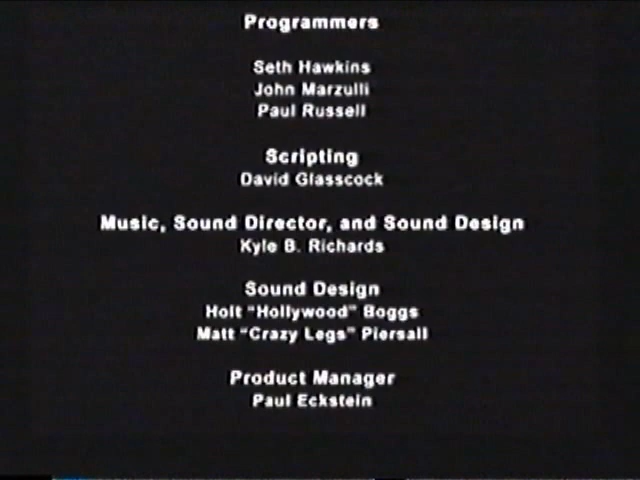 Programmers
Seth Hawkins
John Marzulli
Paul Russell
Scripting
David Glasscock
Music, Sound Director, and Sound Design
Kyle B. Richards
Sound Design
Holt “Hollywood” Boggs
Matt “Crazy Legs” Piersall
Product Manager
Paul Eckstein